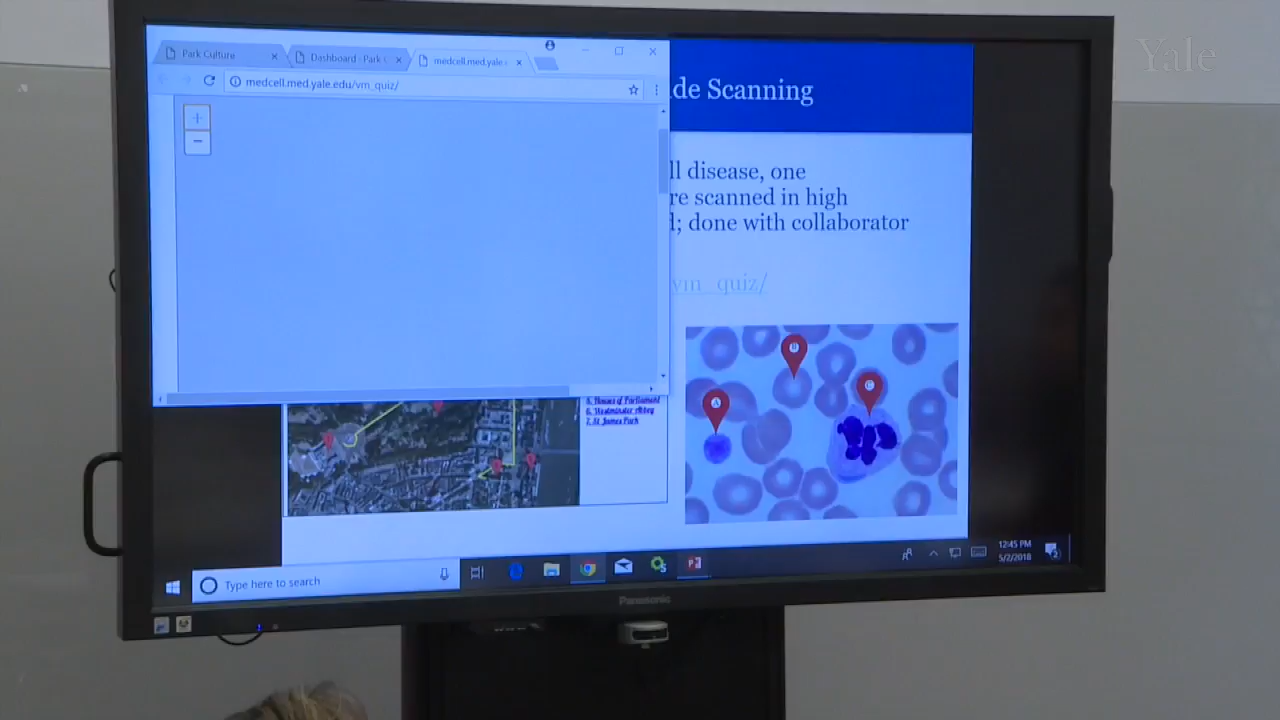 Yale
Park Culture
Dashboard - Park
medcell.med.yale.e
medcell.med.yale.edu/vm_quiz/
+
−
de Scanning
ll disease, one
re scanned in high
; done with collaborator
vm_quiz/
5. Houses of Parliament
6. Westminster Abbey
7. St James Park
A
B
C
Type here to search
12:45 PM
5/2/2018
Panasonic